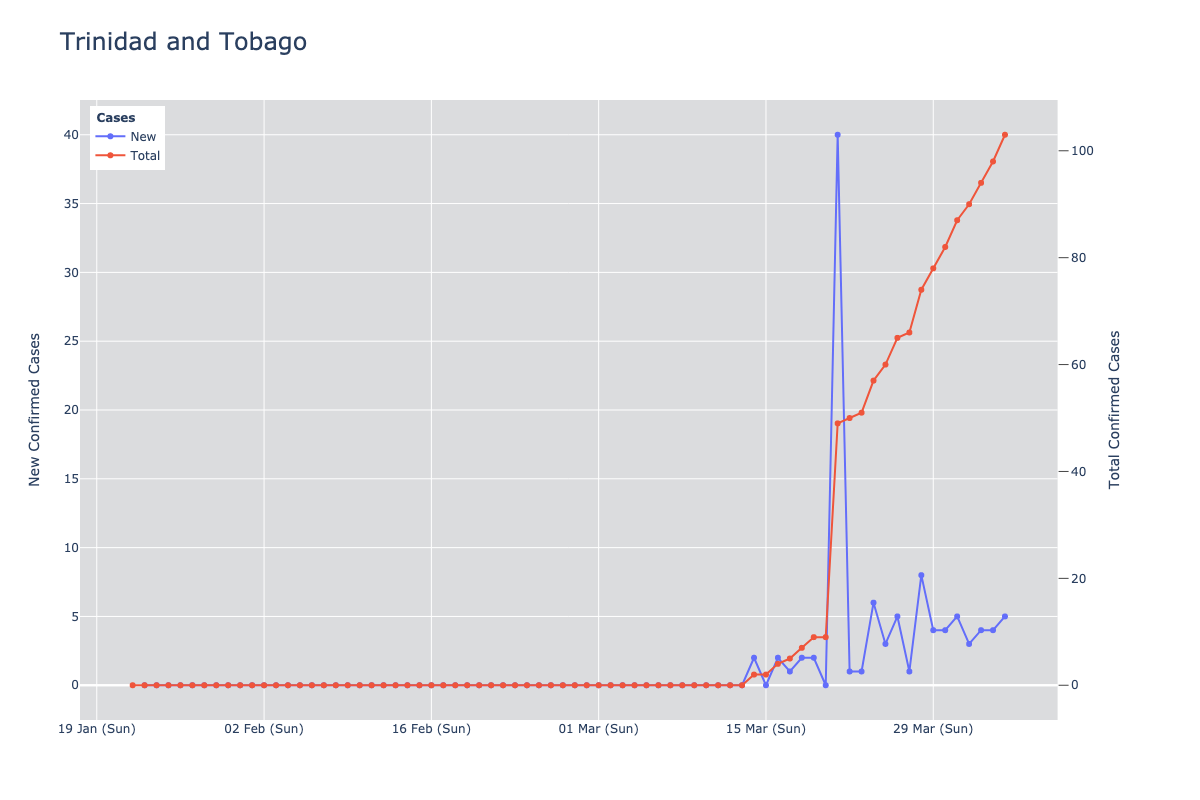 Trinidad and Tobago
Cases
New
Total
40
35
30
25
20
15
10
5
0
New Confirmed Cases
100
80
60
40
20
0
Total Confirmed Cases
19 Jan (Sun) 02 Feb (Sun) 16 Feb (Sun) 01 Mar (Sun) 15 Mar (Sun) 29 Mar (Sun)